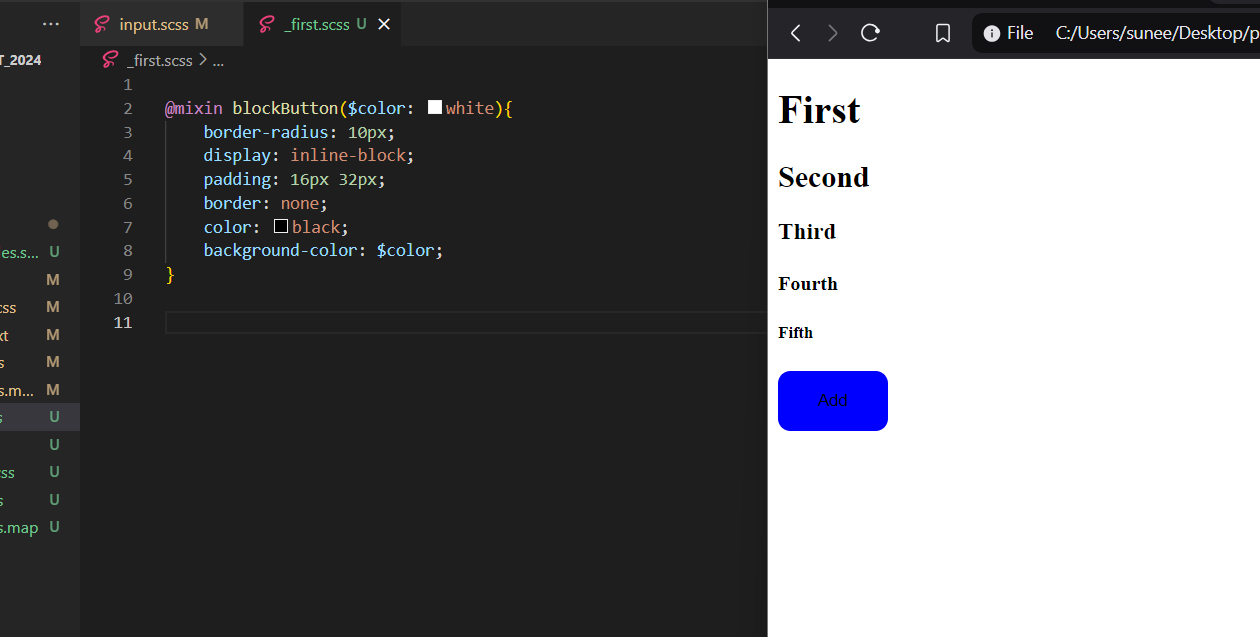 ...
input.scss M
_first.scss U
T_2024
_first.scss > ...
1
2 @mixin blockButton($color: white){
3 border-radius: 10px;
4 display: inline-block;
5 padding: 16px 32px;
6 border: none;
7 color: black;
8 background-color: $color;
9 }
10
11
es.s... U
M
css M
xt M
s M
s.m... M
s U
U
ss U
s U
s.map U
File C:/Users/sunee/Desktop/p
First
Second
Third
Fourth
Fifth
Add